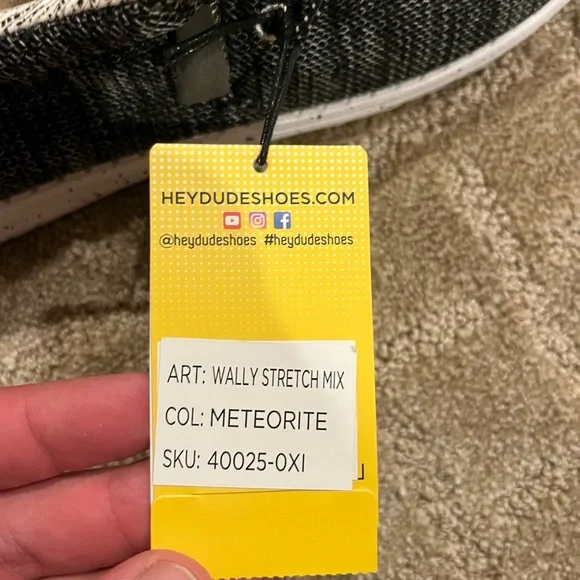 HEYDUDESHOES.COM
@heydudeshoes #heydudeshoes
ART: WALLY STRETCH MIX
COL: METEORITE
SKU: 40025-0XI